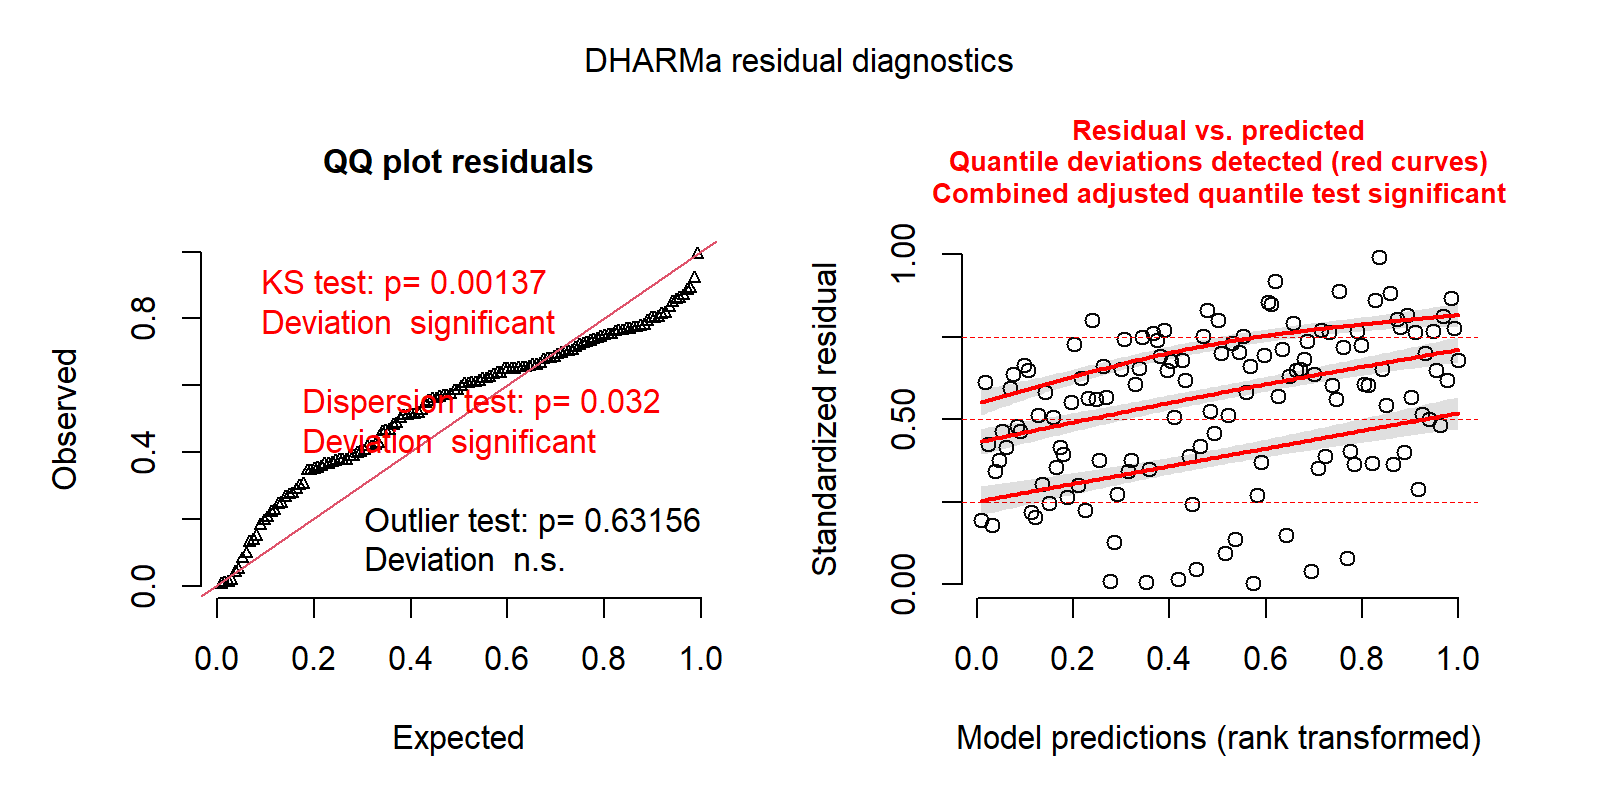 DHARMa residual diagnostics
QQ plot residuals
KS test: p= 0.00137
Deviation  significant
Dispersion test: p= 0.032
Deviation  significant
Outlier test: p= 0.63156
Deviation  n.s.
Observed
0.0
0.4
0.8
0.0 0.2 0.4 0.6 0.8 1.0
Expected
Residual vs. predicted
Quantile deviations detected (red curves)
Combined adjusted quantile test significant
Standardized residual
0.00
0.50
1.00
0.0 0.2 0.4 0.6 0.8 1.0
Model predictions (rank transformed)